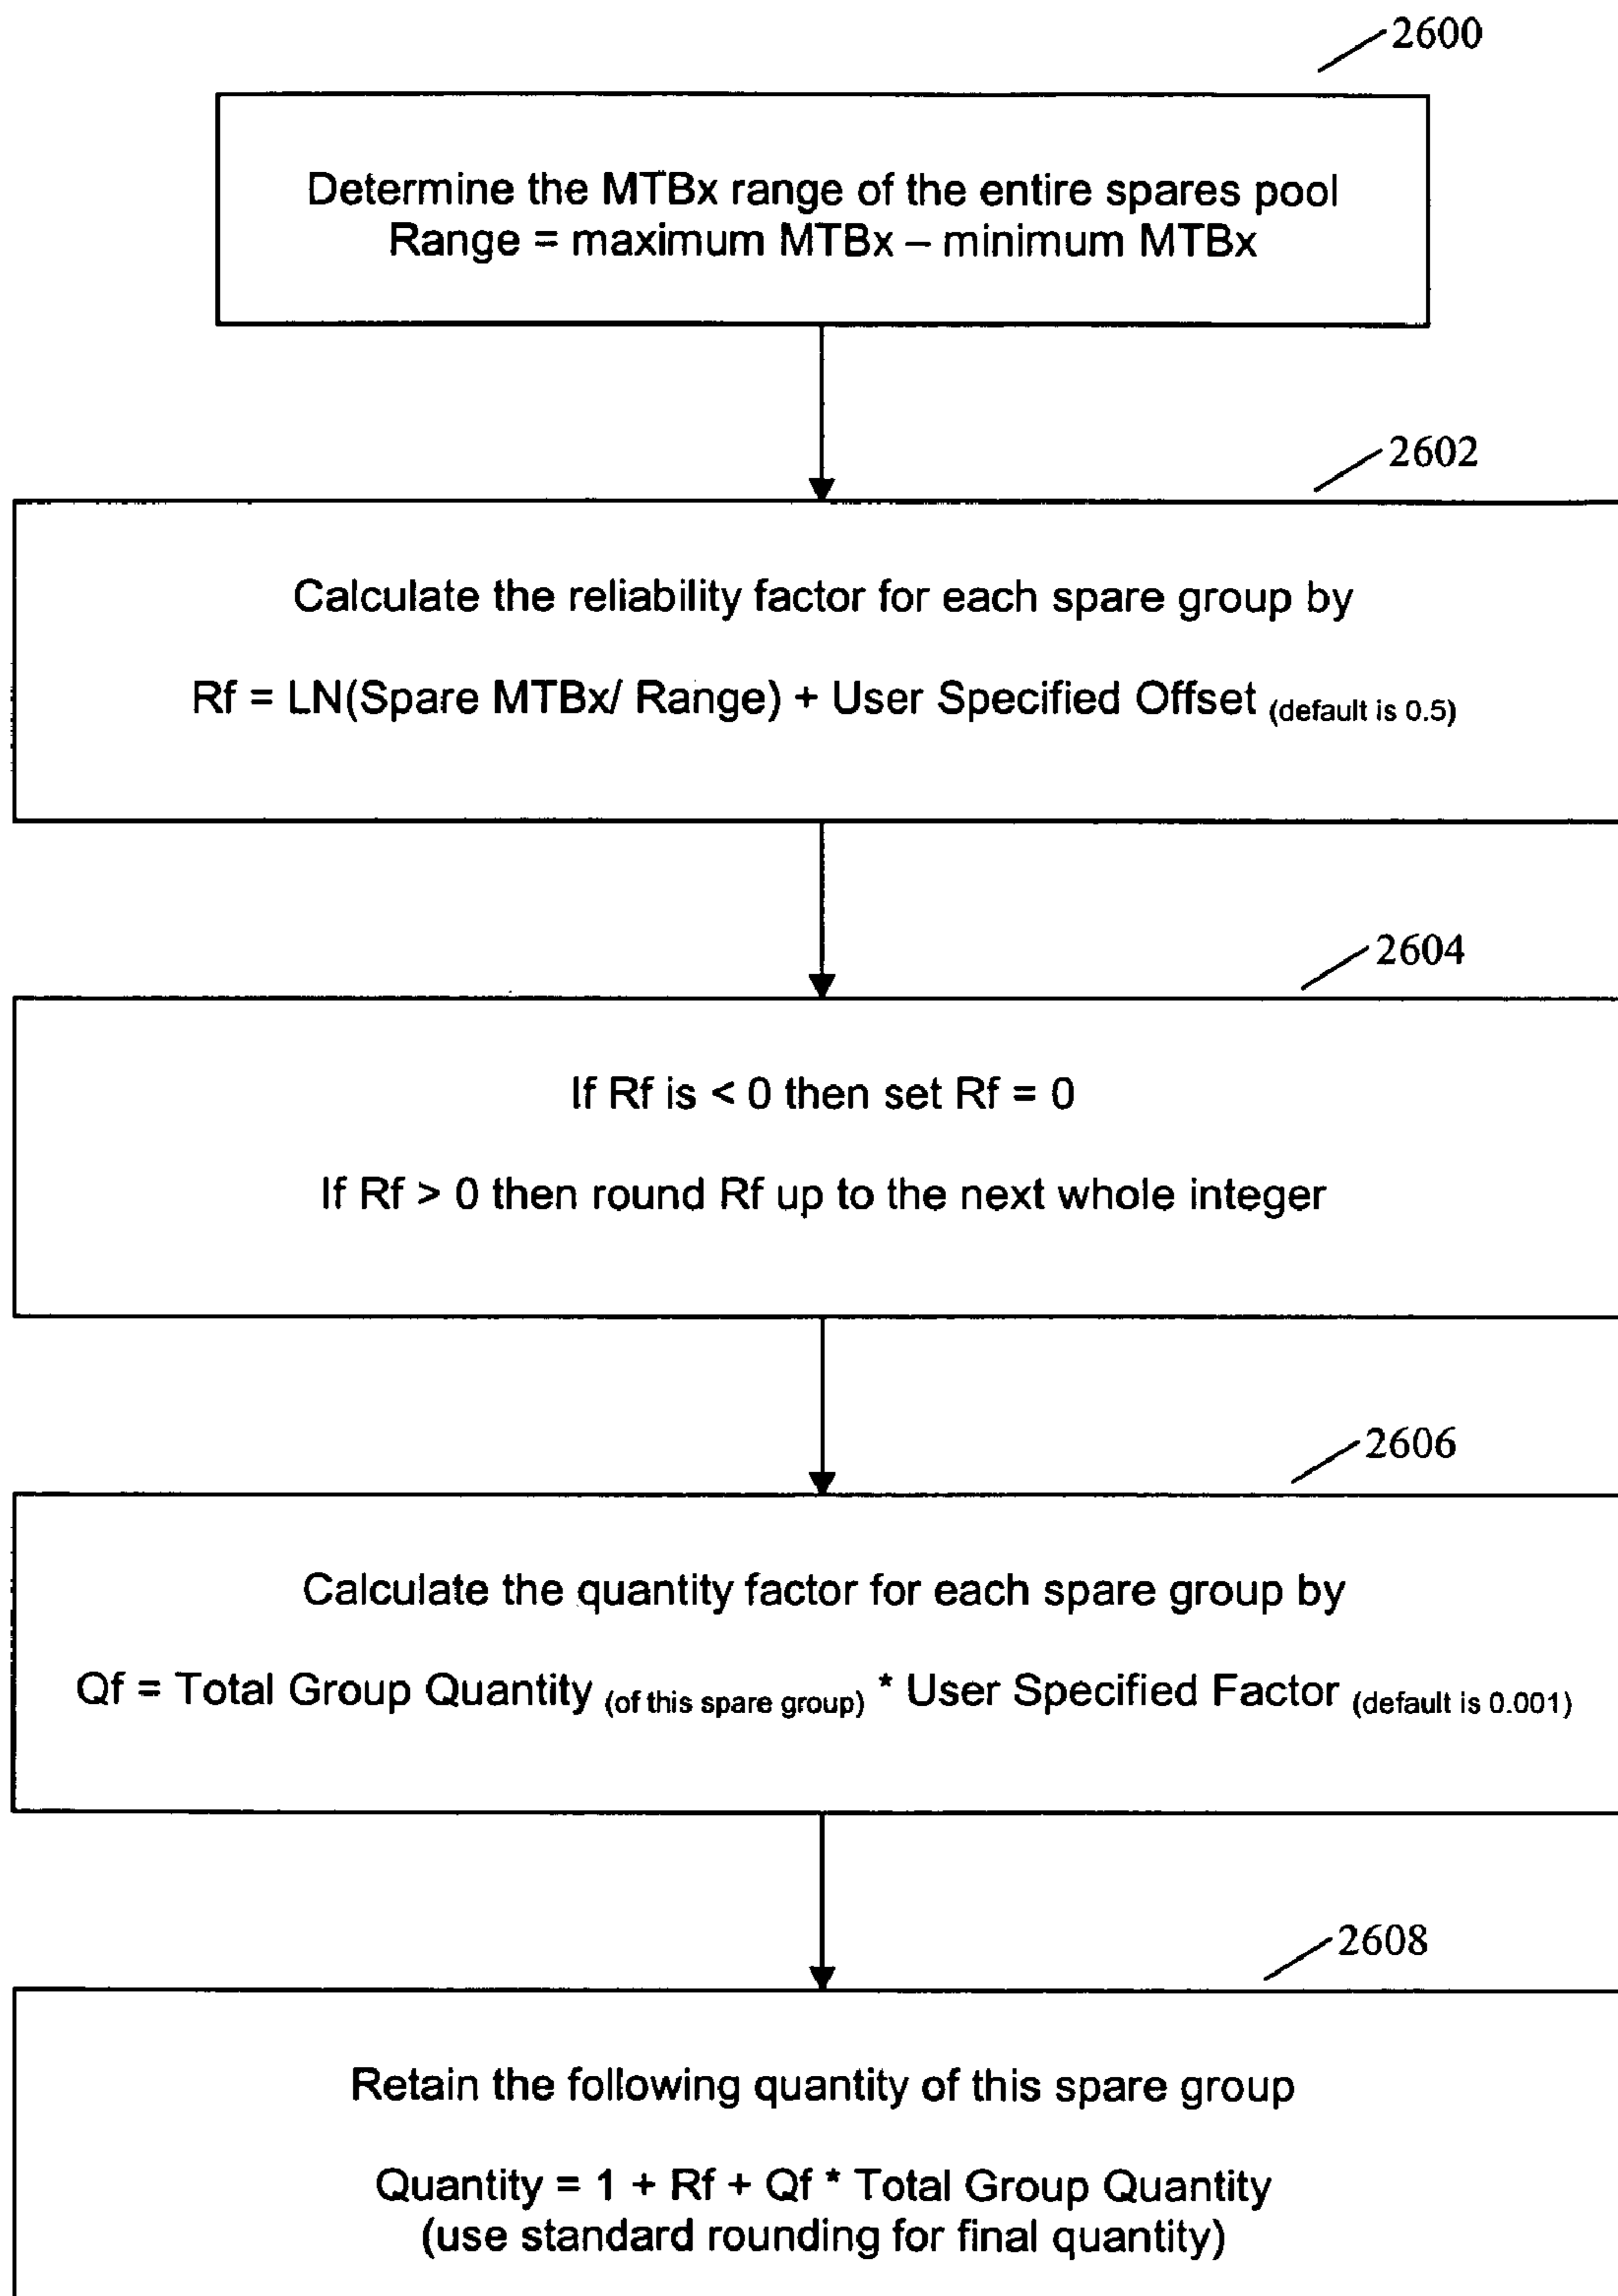 2600
Determine the MTBx range of the entire spares pool
Range = maximum MTBx – minimum MTBx
2602
Calculate the reliability factor for each spare group by
Rf = LN(Spare MTBx/ Range) + User Specified Offset (default is 0.5)
2604
If Rf is < 0 then set Rf = 0
If Rf > 0 then round Rf up to the next whole integer
2606
Calculate the quantity factor for each spare group by
Qf = Total Group Quantity (of this spare group) * User Specified Factor (default is 0.001)
2608
Retain the following quantity of this spare group
Quantity = 1 + Rf + Qf * Total Group Quantity
(use standard rounding for final quantity)